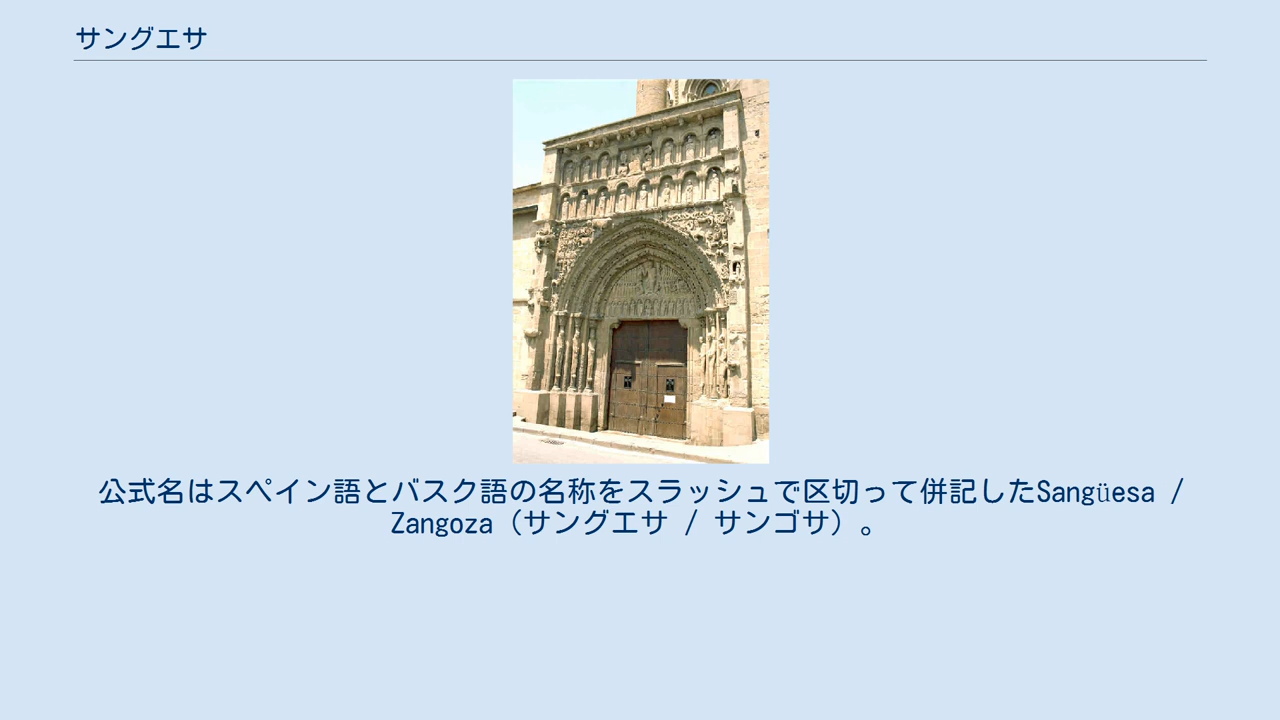 サングエサ
公式名はスペイン語とバスク語の名称をスラッシュで区切って併記したSangüesa /
Zangoza（サングエサ / サンゴサ）。